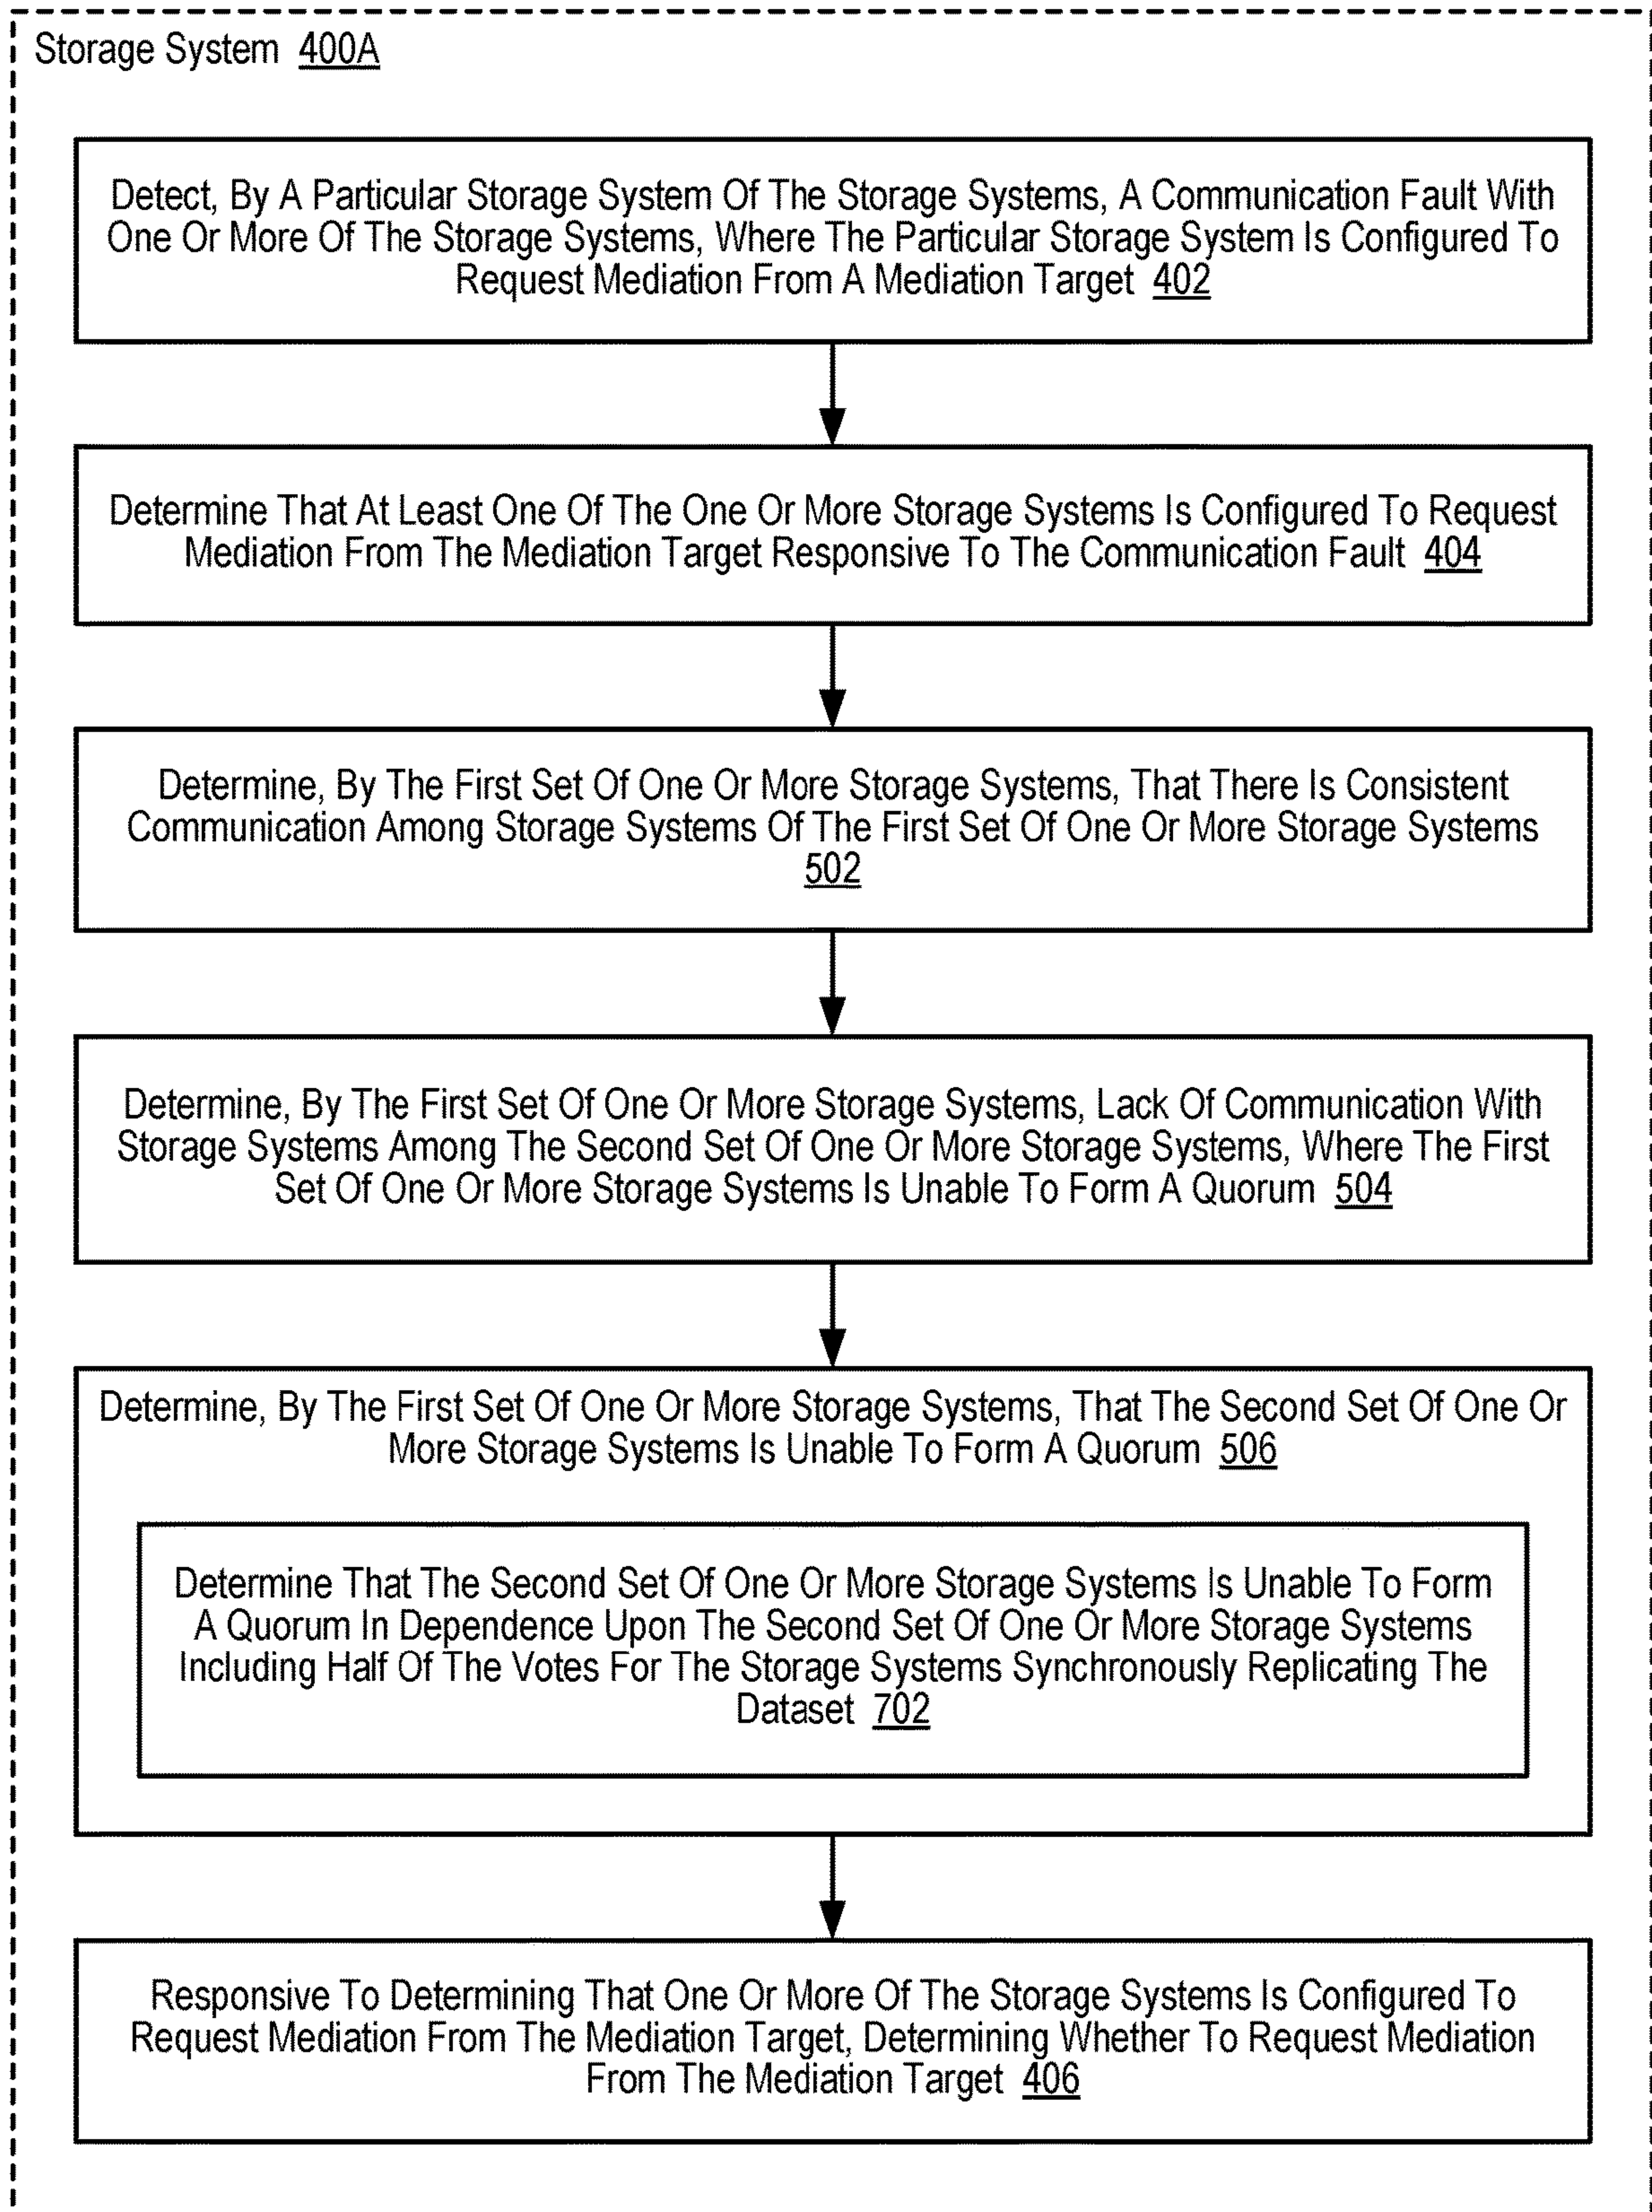 Storage System 400A
Detect, By A Particular Storage System Of The Storage Systems, A Communication Fault With
One Or More Of The Storage Systems, Where The Particular Storage System Is Configured To
Request Mediation From A Mediation Target 402
Determine That At Least One Of The One Or More Storage Systems Is Configured To Request
Mediation From The Mediation Target Responsive To The Communication Fault 404
Determine, By The First Set Of One Or More Storage Systems, That There Is Consistent
Communication Among Storage Systems Of The First Set Of One Or More Storage Systems
502
Determine, By The First Set Of One Or More Storage Systems, Lack Of Communication With
Storage Systems Among The Second Set Of One Or More Storage Systems, Where The First
Set Of One Or More Storage Systems Is Unable To Form A Quorum 504
Determine, By The First Set Of One Or More Storage Systems, That The Second Set Of One Or
More Storage Systems Is Unable To Form A Quorum 506
Determine That The Second Set Of One Or More Storage Systems Is Unable To Form
A Quorum In Dependence Upon The Second Set Of One Or More Storage Systems
Including Half Of The Votes For The Storage Systems Synchronously Replicating The
Dataset 702
Responsive To Determining That One Or More Of The Storage Systems Is Configured To
Request Mediation From The Mediation Target, Determining Whether To Request Mediation
From The Mediation Target 406